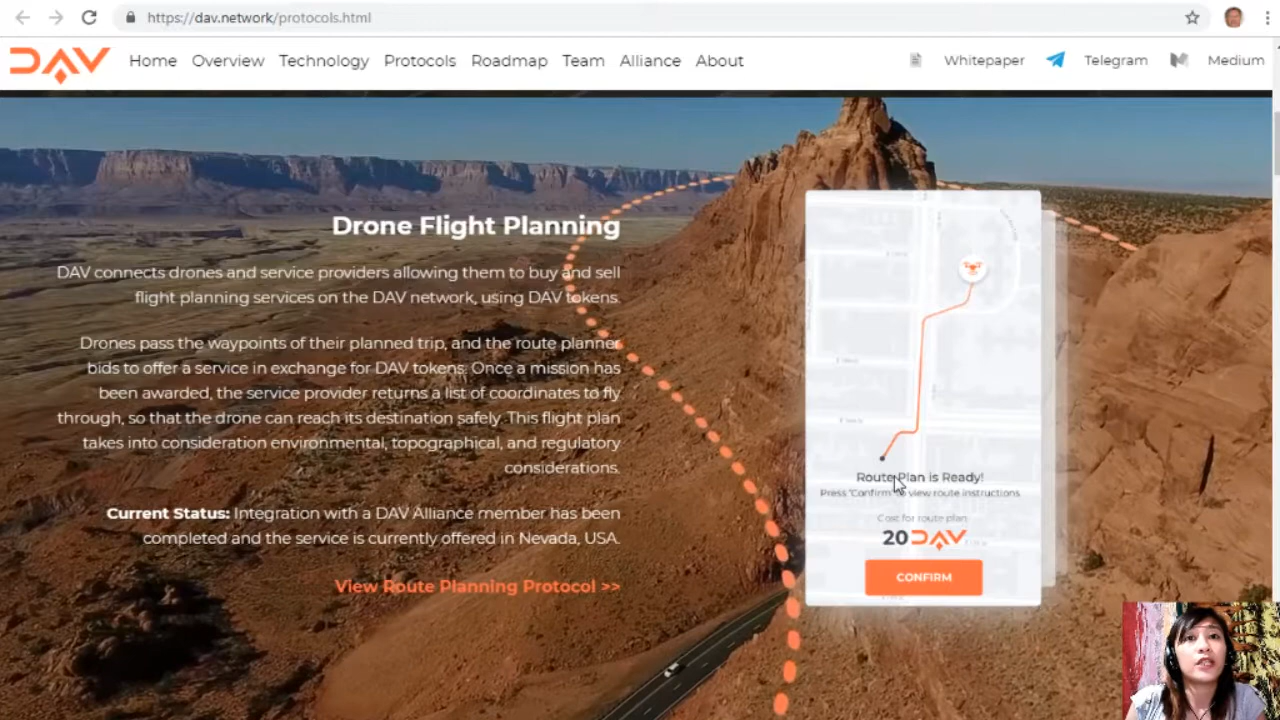 https://dav.network/protocols.html
DAV
Home Overview Technology Protocols Roadmap Team Alliance About
Whitepaper Telegram Medium
Drone Flight Planning
DAV connects drones and service providers allowing them to buy and sell
flight planning services on the DAV network, using DAV tokens.
Drones pass the waypoints of their planned trip, and the route planner
bids to offer a service in exchange for DAV tokens. Once a mission has
been awarded, the service provider returns a list of coordinates to fly
through, so that the drone can reach its destination safely. This flight plan
takes into consideration environmental, topographical, and regulatory
considerations.
Current Status: Integration with a DAV Alliance member has been
completed and the service is currently offered in Nevada, USA.
View Route Planning Protocol >>
Route Plan is Ready!
Press 'Confirm' to view route instructions
Cost for route plan
20 DAV
CONFIRM